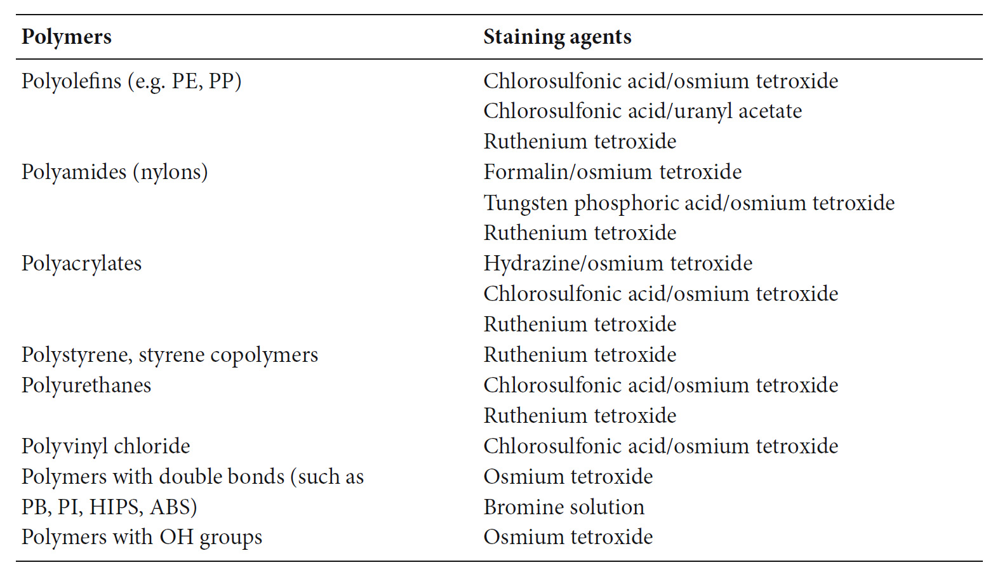 Polymers Staining agents
Polyolefins (e.g. PE, PP) Chlorosulfonic acid/osmium tetroxide
Chlorosulfonic acid/uranyl acetate
Ruthenium tetroxide
Polyamides (nylons) Formalin/osmium tetroxide
Tungsten phosphoric acid/osmium tetroxide
Ruthenium tetroxide
Polyacrylates Hydrazine/osmium tetroxide
Chlorosulfonic acid/osmium tetroxide
Ruthenium tetroxide
Polystyrene, styrene copolymers Ruthenium tetroxide
Polyurethanes Chlorosulfonic acid/osmium tetroxide
Ruthenium tetroxide
Polyvinyl chloride Chlorosulfonic acid/osmium tetroxide
Polymers with double bonds (such as Osmium tetroxide
PB, PI, HIPS, ABS) Bromine solution
Polymers with OH groups Osmium tetroxide